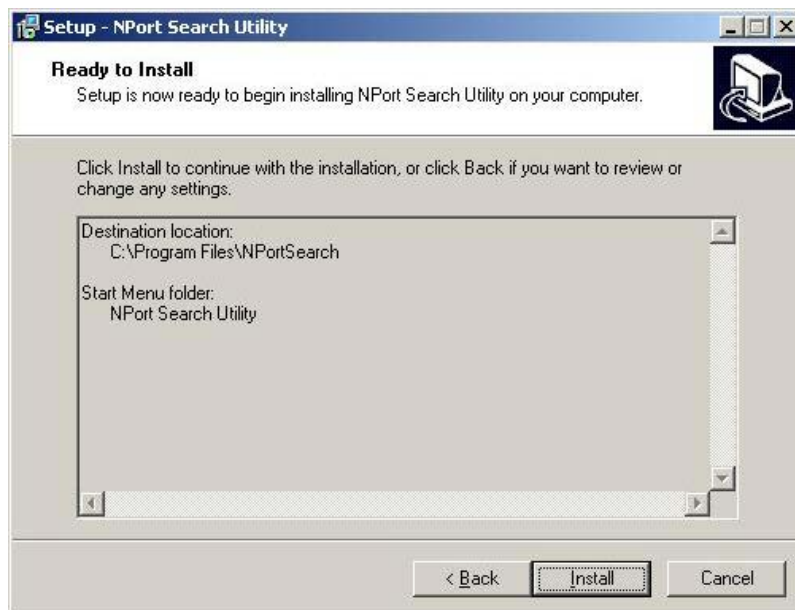 Setup - NPort Search Utility
Ready to Install
Setup is now ready to begin installing NPort Search Utility on your computer.
Click Install to continue with the installation, or click Back if you want to review or
change any settings.
Destination location:
C:\Program Files\NPortSearch
Start Menu folder:
NPort Search Utility
< Back
Install
Cancel